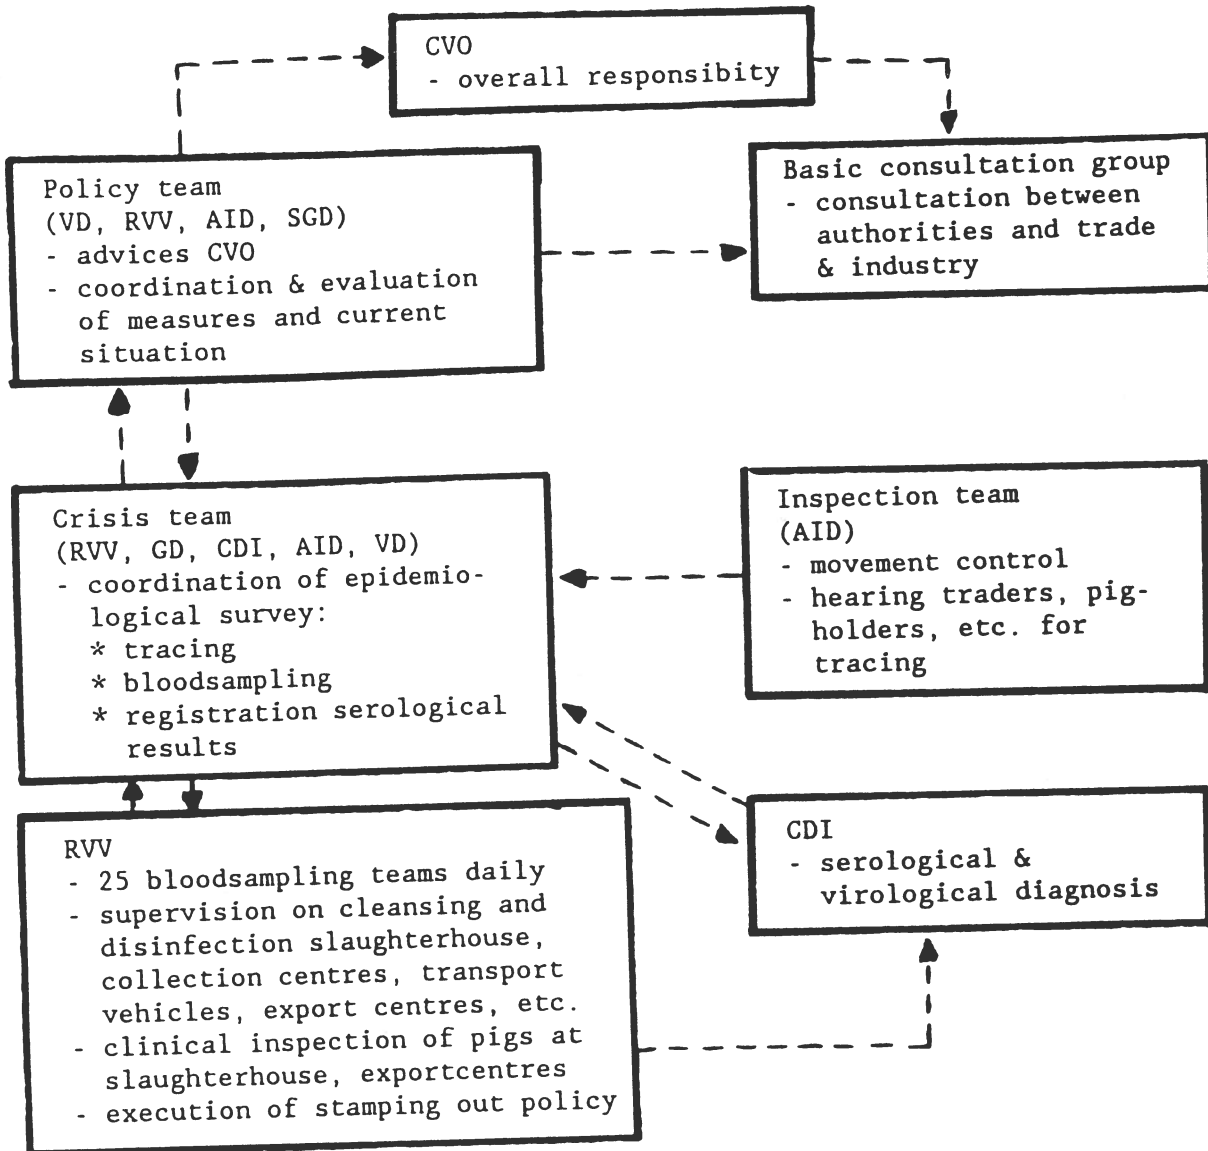 CVO
- overall responsibity
Policy team
(VD, RVV, AID, SGD)
- advices CVO
- coordination & evaluation
of measures and current
situation
Basic consultation group
- consultation between
authorities and trade
& industry
Crisis team
(RVV, GD, CDI, AID, VD)
- coordination of epidemio-
logical survey:
* tracing
* bloodsampling
* registration serological
results
Inspection team
(AID)
- movement control
- hearing traders, pig-
holders, etc. for
tracing
RVV
- 25 bloodsampling teams daily
- supervision on cleansing and
disinfection slaughterhouse,
collection centres, transport
vehicles, export centres, etc.
- clinical inspection of pigs at
slaughterhouse, exportcentres
- execution of stamping out policy
CDI
- serological &
virological diagnosis